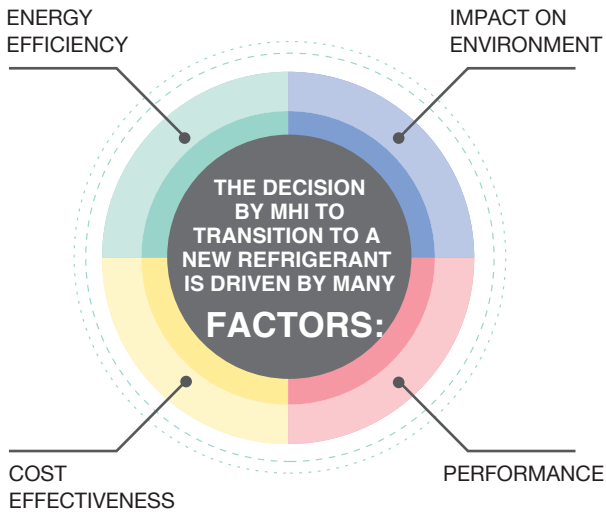 ENERGY
EFFICIENCY
IMPACT ON
ENVIRONMENT
THE DECISION
BY MHI TO
TRANSITION TO A
NEW REFRIGERANT
IS DRIVEN BY MANY
FACTORS:
COST
EFFECTIVENESS
PERFORMANCE